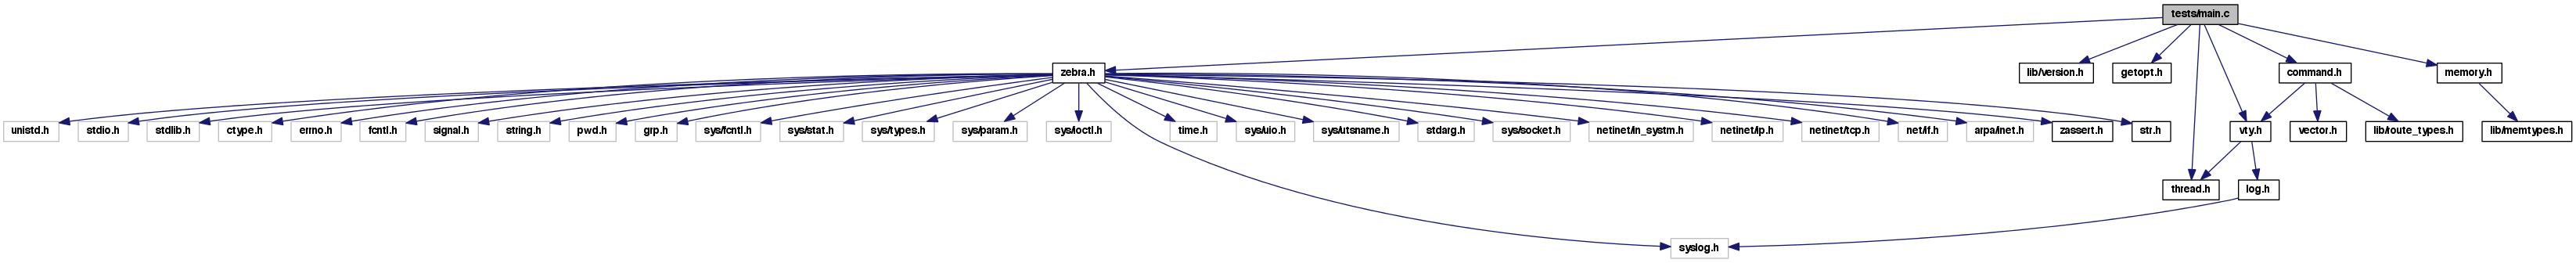 tests/main.c
zebra.h
lib/version.h
getopt.h
command.h
memory.h
unistd.h
stdio.h
stdlib.h
ctype.h
errno.h
fcntl.h
signal.h
string.h
pwd.h
grp.h
sys/fcntl.h
sys/stat.h
sys/types.h
sys/param.h
sys/ioctl.h
time.h
sys/uio.h
sys/utsname.h
stdarg.h
sys/socket.h
netinet/in_systm.h
netinet/ip.h
netinet/tcp.h
net/if.h
arpa/inet.h
zassert.h
str.h
vty.h
vector.h
lib/route_types.h
lib/memtypes.h
thread.h
log.h
syslog.h